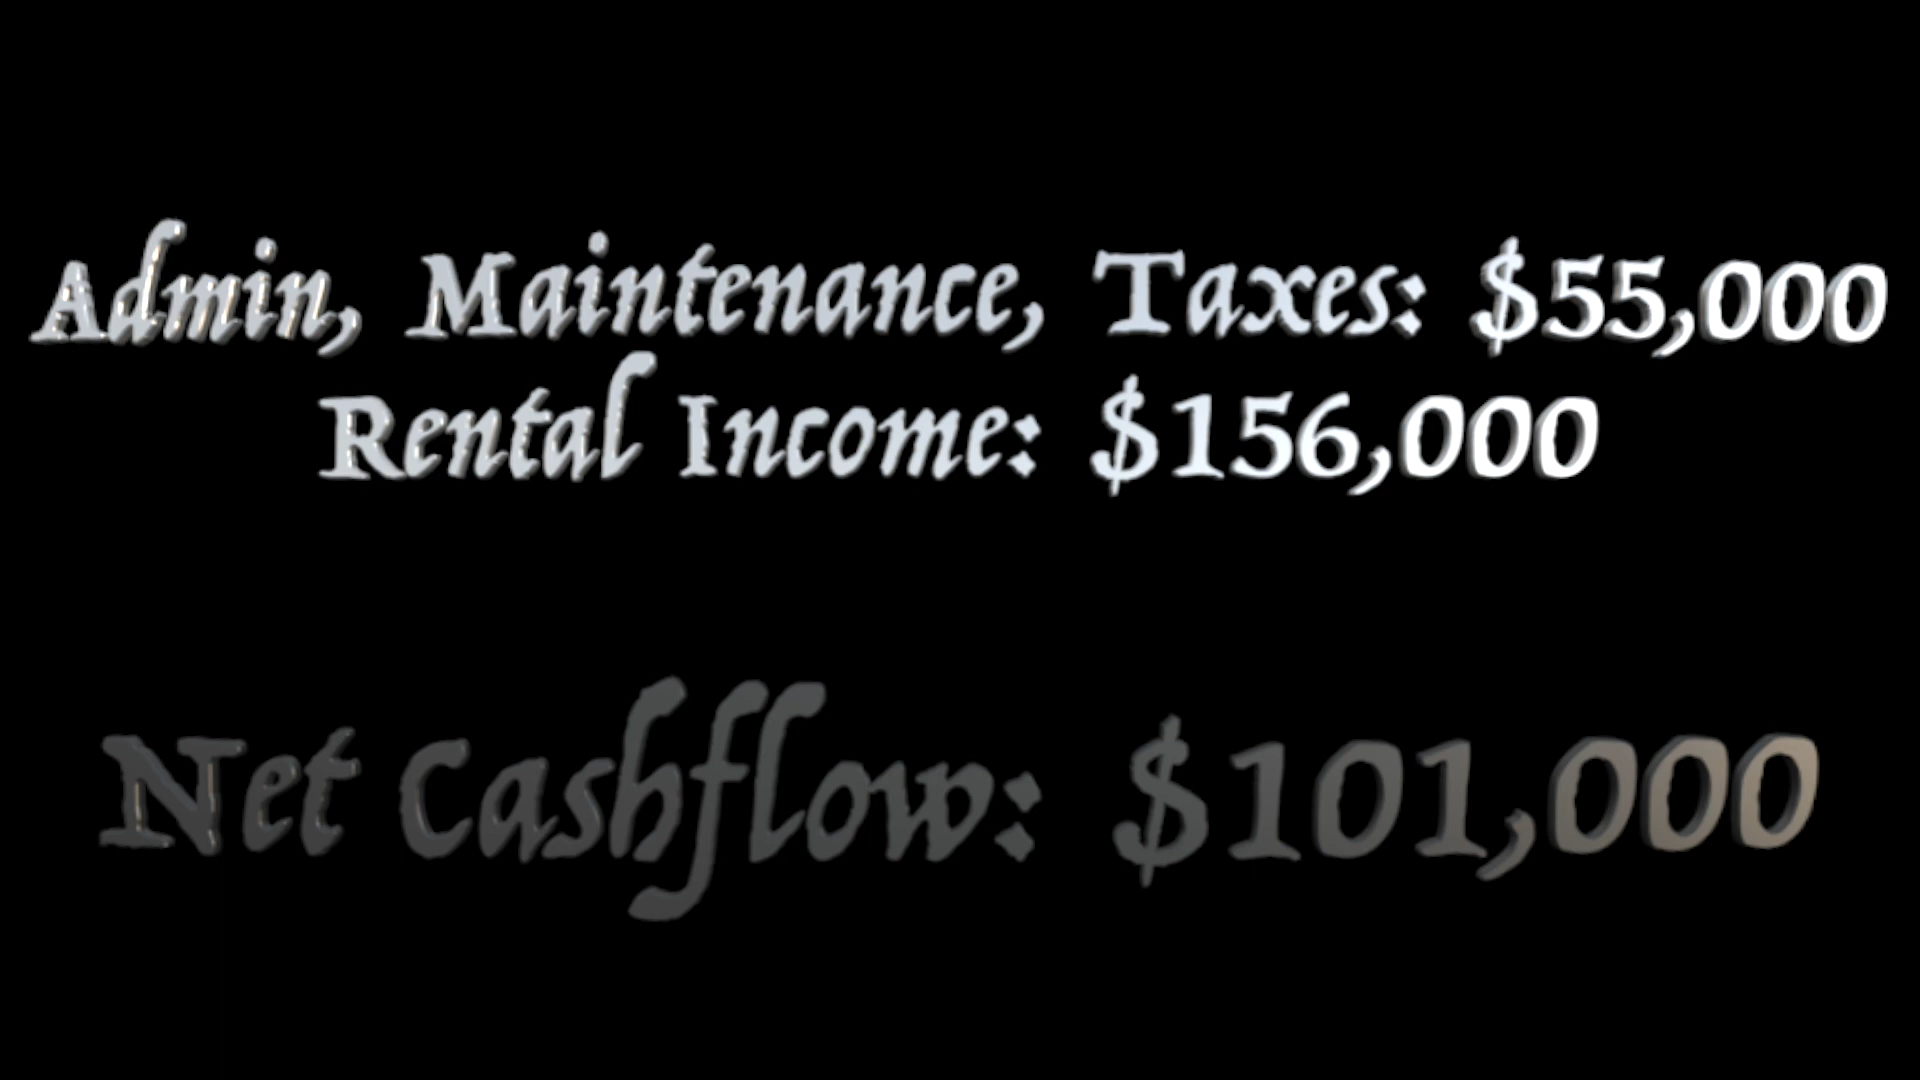 Admin, Maintenance, Taxes: $55,000
Rental Income: $156,000
Net Cashflow: $101,000